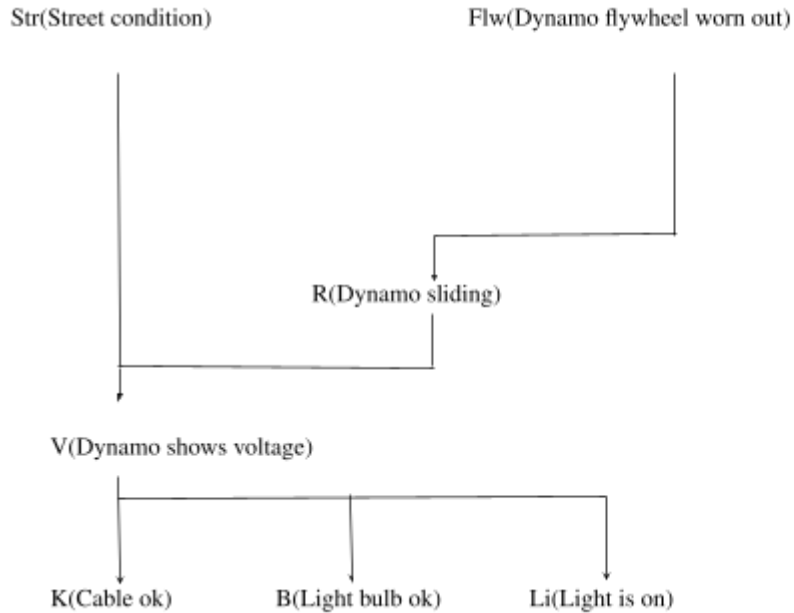 Str(Street condition)
Flw(Dynamo flywheel worn out)
R(Dynamo sliding)
V(Dynamo shows voltage)
K(Cable ok)
B(Light bulb ok)
Li(Light is on)